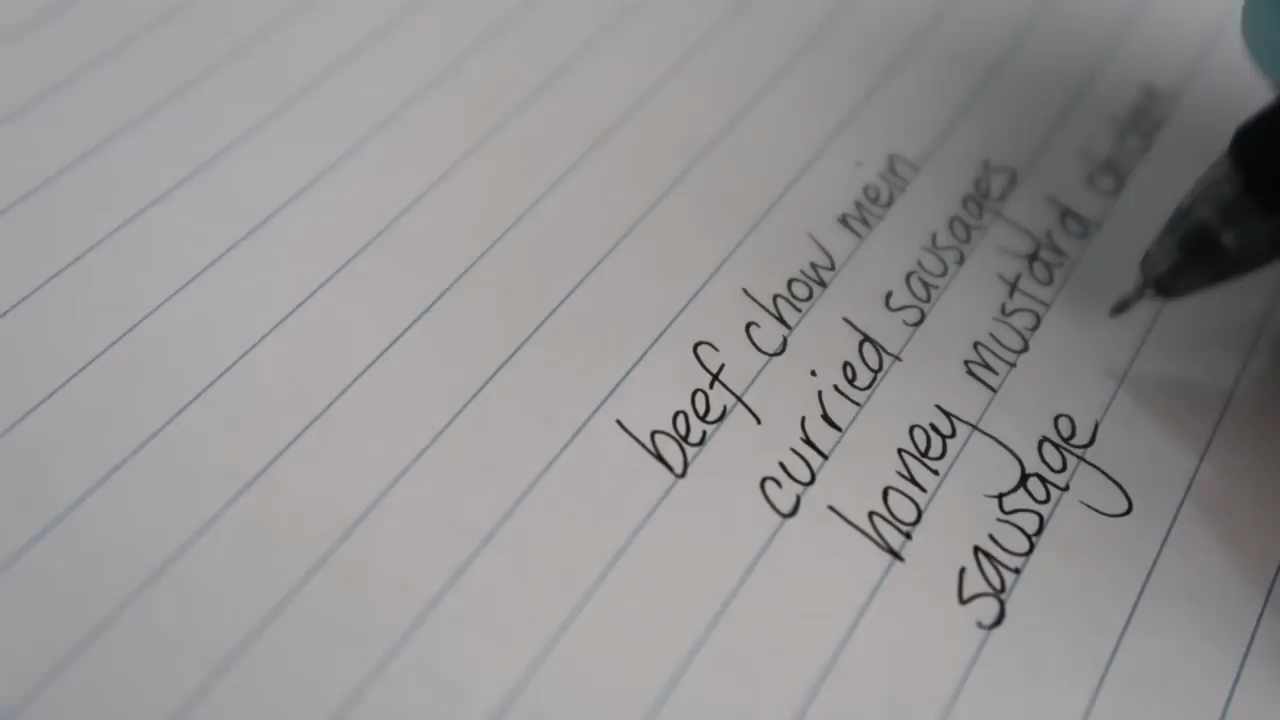 beef chow mein
curried sausages
honey mustard
sausage